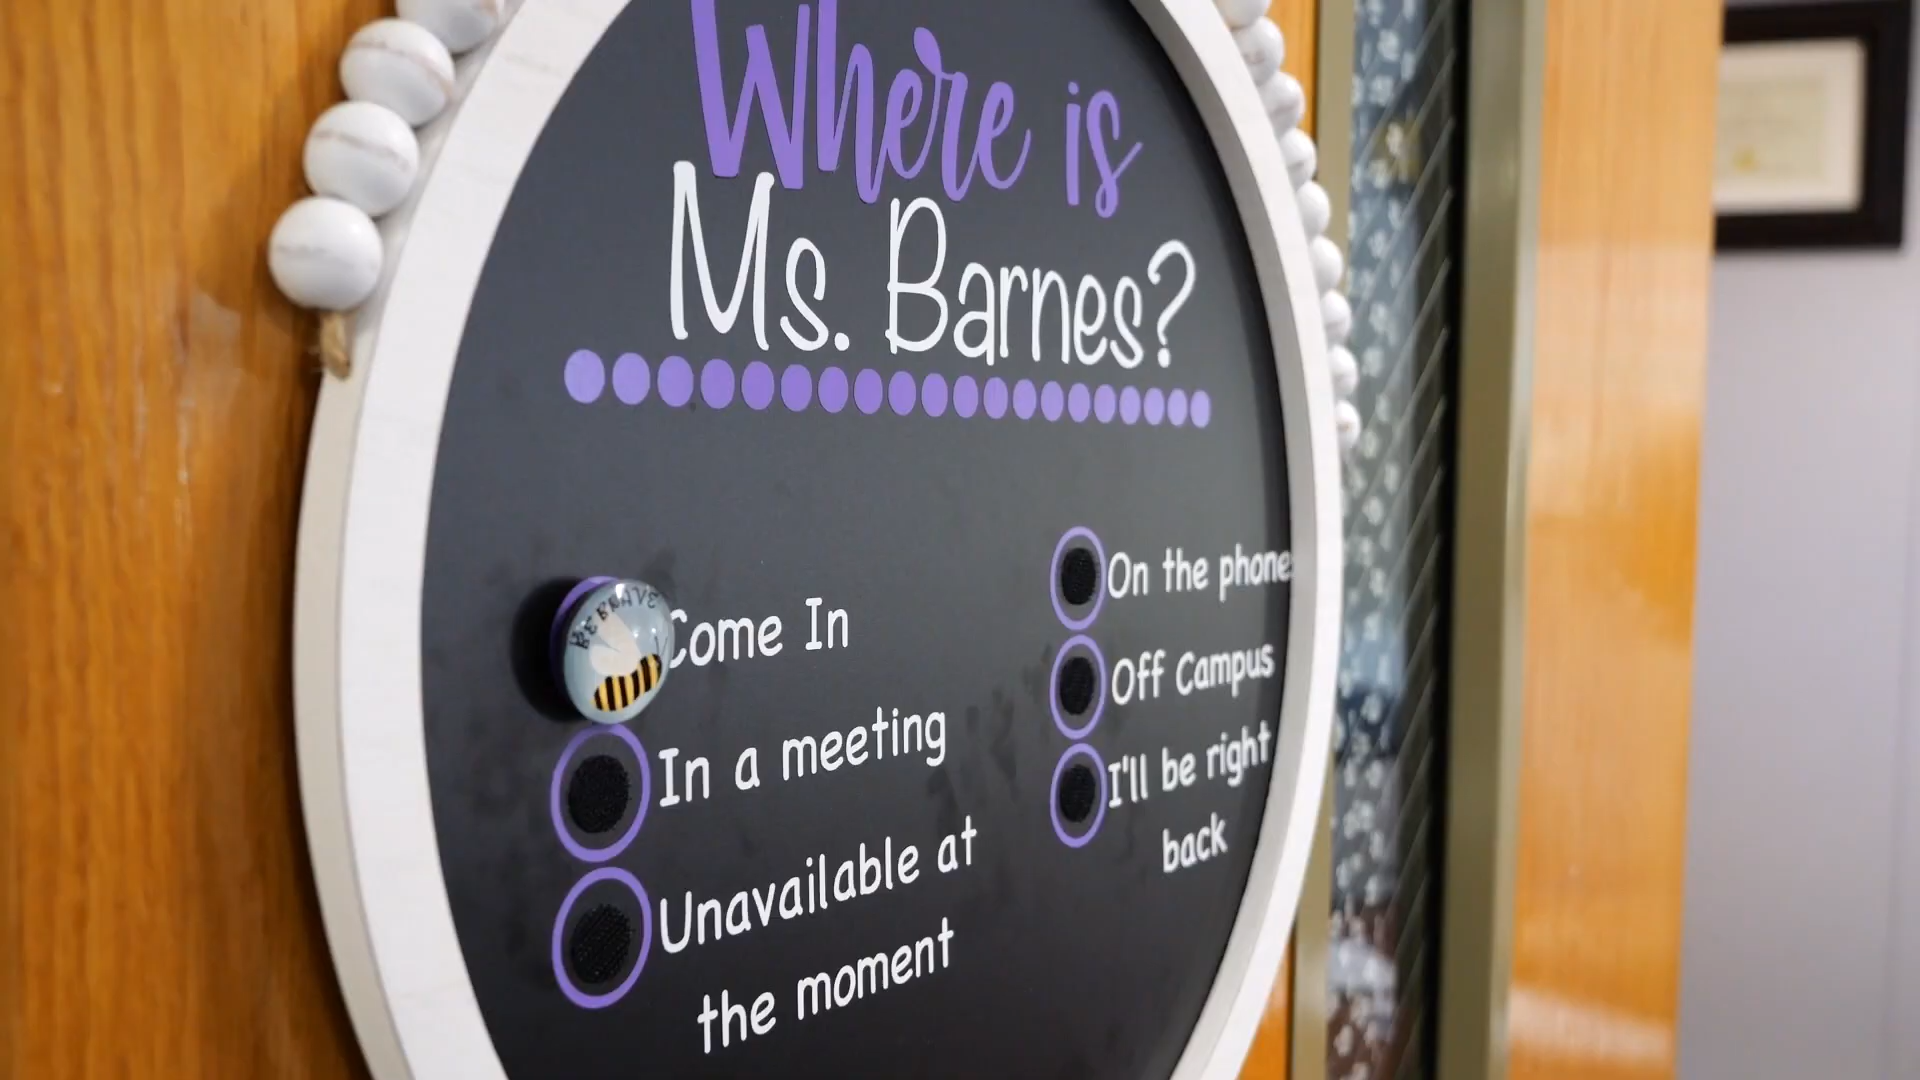 Where is
Ms. Barnes?
BE BRAVE
Come In
In a meeting
Unavailable at
the moment
On the phone
Off Campus
I'll be right
back